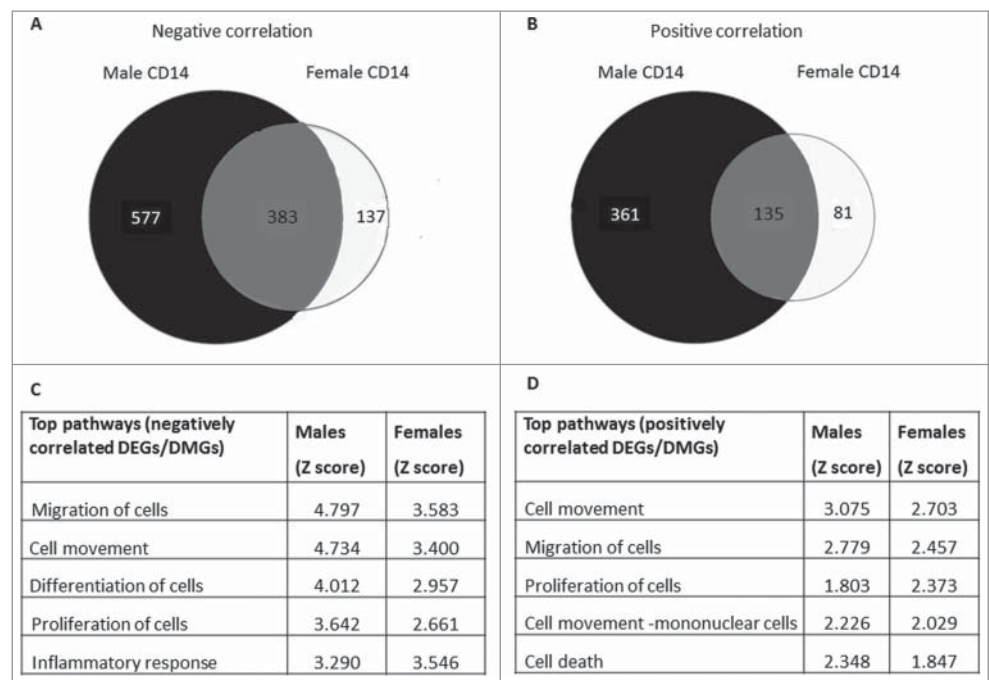 A
Negative correlation
Male CD14 Female CD14
577 383 137
B
Positive correlation
Male CD14 Female CD14
361 135 81
C
Top pathways (negatively correlated DEGs/DMGs) Males (Z score) Females (Z score)
Migration of cells 4.797 3.583
Cell movement 4.734 3.400
Differentiation of cells 4.012 2.957
Proliferation of cells 3.642 2.661
Inflammatory response 3.290 3.546
D
Top pathways (positively correlated DEGs/DMGs) Males (Z score) Females (Z score)
Cell movement 3.075 2.703
Migration of cells 2.779 2.457
Proliferation of cells 1.803 2.373
Cell movement -mononuclear cells 2.226 2.029
Cell death 2.348 1.847